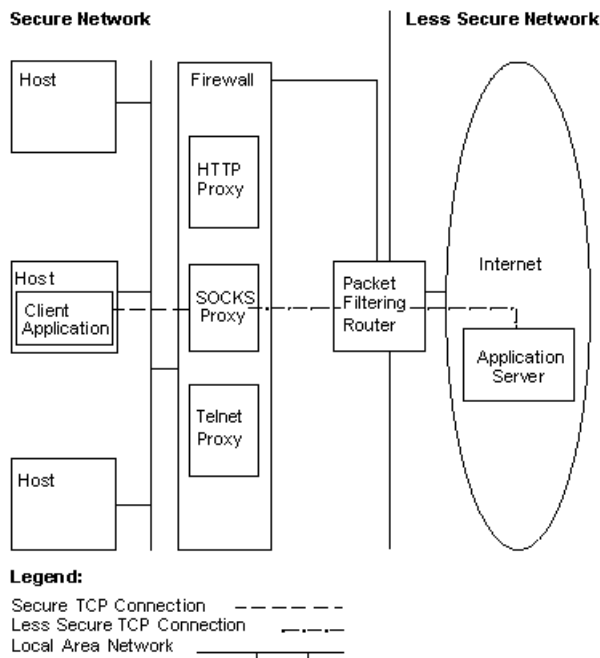 Secure Network
Less Secure Network
Host
Firewall
HTTP
Proxy
Host
Client
Application
SOCKS
Proxy
Packet
Filtering
Router
Internet
Application
Server
Telnet
Proxy
Host
Legend:
Secure TCP Connection
Less Secure TCP Connection
Local Area Network